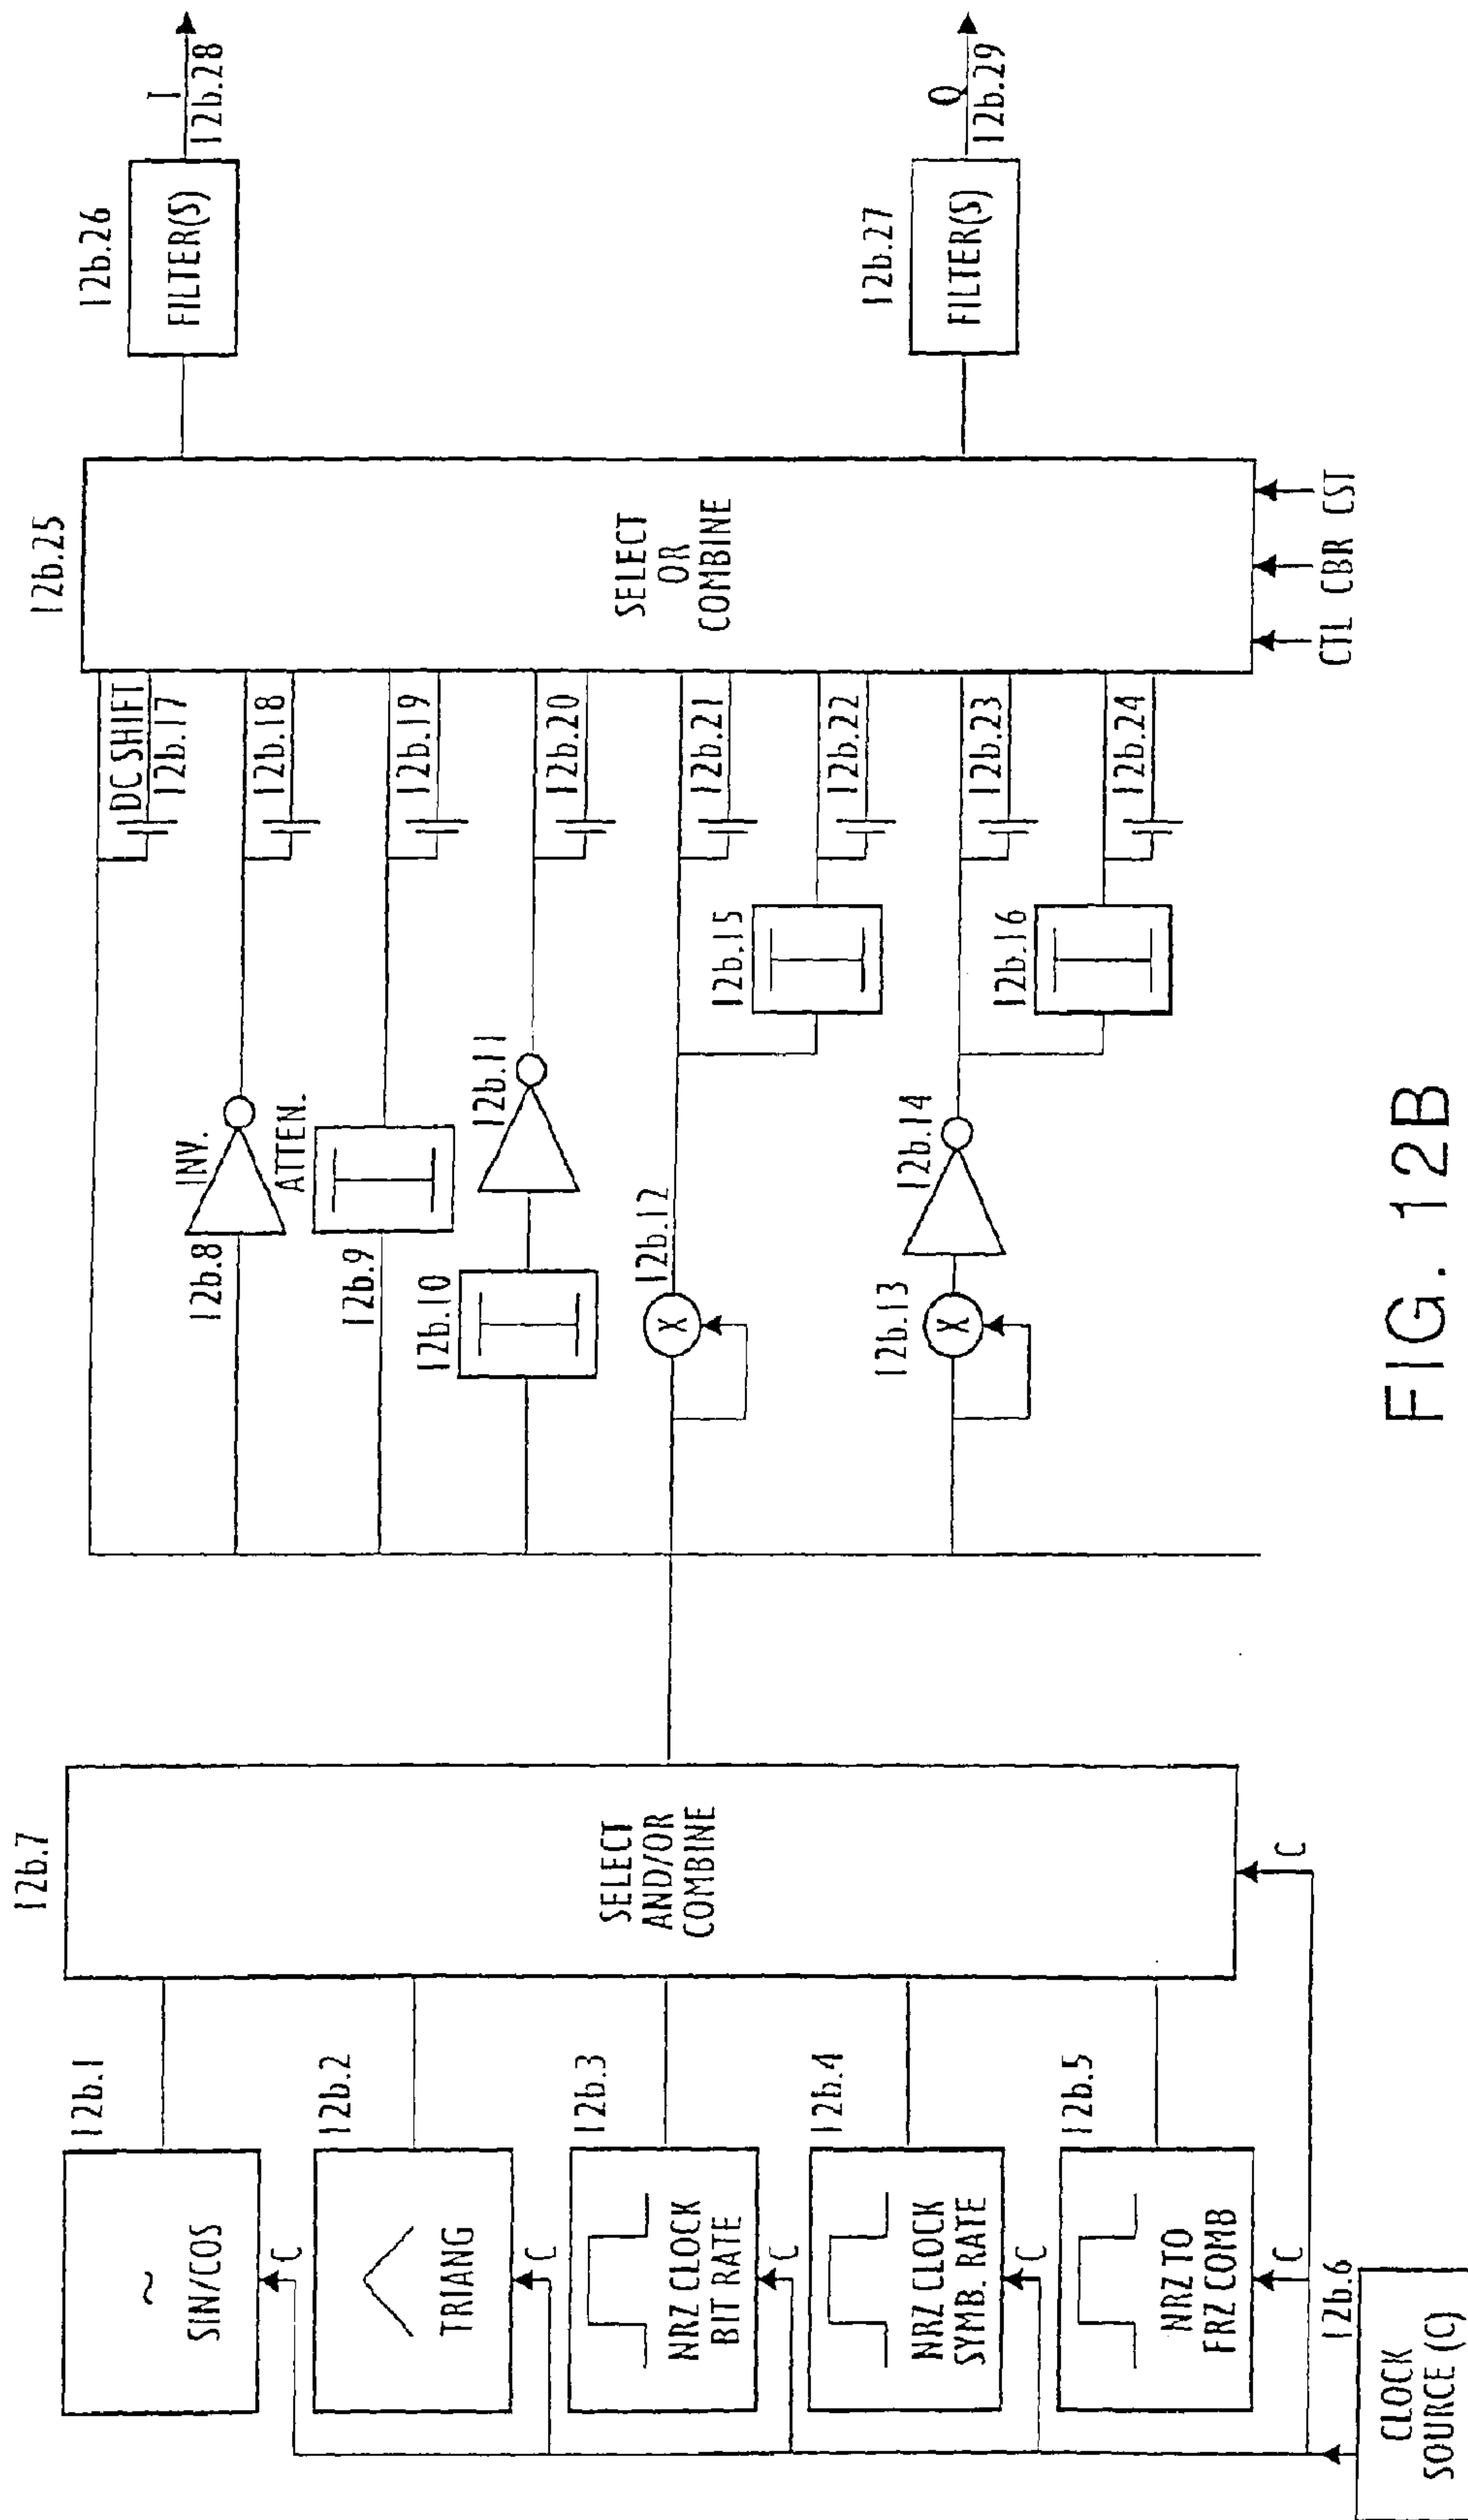 12b.1
~
SIN/COS
C
12b.2
TRIANG
C
12b.3
NRZ CLOCK
BIT RATE
C
12b.4
NRZ CLOCK
SYMB. RATE
C
12b.5
NRZ TO
FRZ COMB
C
12b.6
CLOCK
SOURCE (C)
12b.7
SELECT
AND/OR
COMBINE
C
INV.
12b.8
ATTEN.
12b.9
12b.10
12b.11
12b.12
X
12b.13
X
12b.14
12b.15
12b.16
DC SHIFT
12b.17
12b.18
12b.19
12b.20
12b.21
12b.22
12b.23
12b.24
12b.25
SELECT
OR
COMBINE
CTL CBR CST
12b.26
FILTER(S)
I
12b.28
12b.27
FILTER(S)
Q
12b.29
FIG. 12B